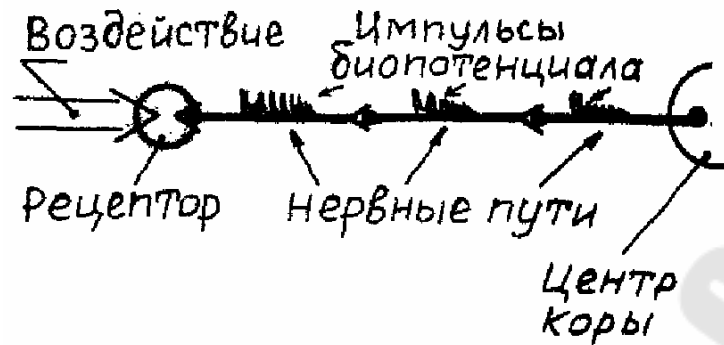 Воздействие
Импульсы
биопотенциала
Рецептор
нервные пути
Центр
коры